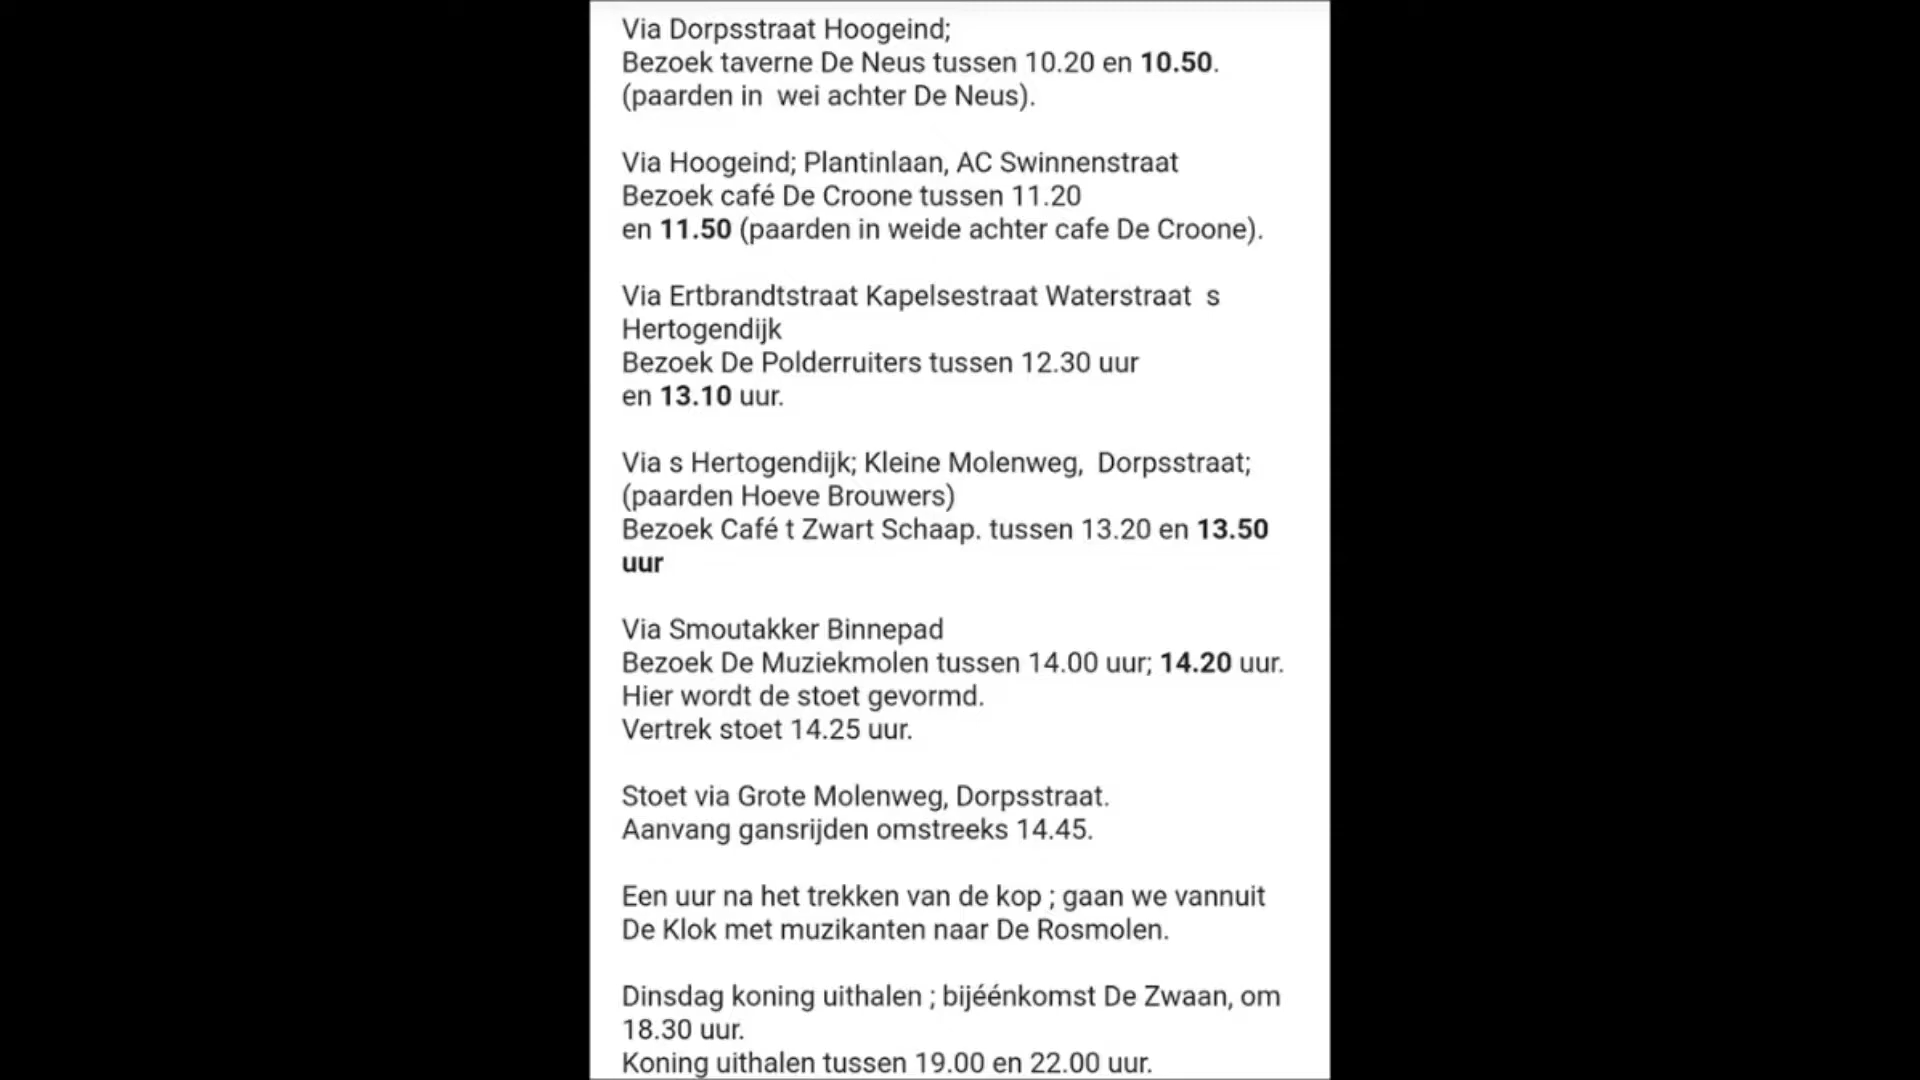 Via Dorpsstraat Hoogeind;
Bezoek taverne De Neus tussen 10.20 en 10.50.
(paarden in  wei achter De Neus).
Via Hoogeind; Plantinlaan, AC Swinnenstraat
Bezoek café De Croone tussen 11.20
en 11.50 (paarden in weide achter cafe De Croone).
Via Ertbrandtstraat Kapelsestraat Waterstraat  s
Hertogendijk
Bezoek De Polderruiters tussen 12.30 uur
en 13.10 uur.
Via s Hertogendijk; Kleine Molenweg,  Dorpsstraat;
(paarden Hoeve Brouwers)
Bezoek Café t Zwart Schaap. tussen 13.20 en 13.50
uur
Via Smoutakker Binnepad
Bezoek De Muziekmolen tussen 14.00 uur; 14.20 uur.
Hier wordt de stoet gevormd.
Vertrek stoet 14.25 uur.
Stoet via Grote Molenweg, Dorpsstraat.
Aanvang gansrijden omstreeks 14.45.
Een uur na het trekken van de kop ; gaan we vannuit
De Klok met muzikanten naar De Rosmolen.
Dinsdag koning uithalen ; bijéénkomst De Zwaan, om
18.30 uur.
Koning uithalen tussen 19.00 en 22.00 uur.